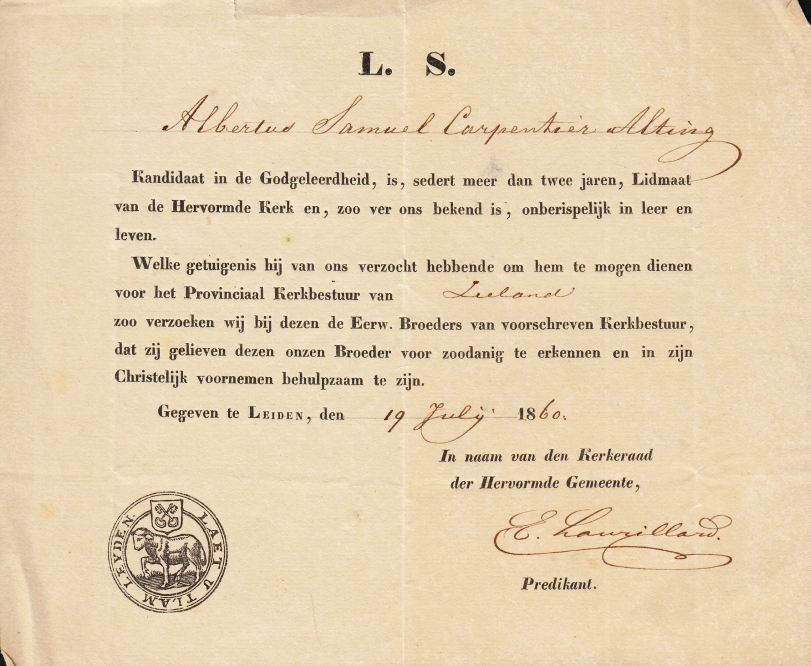 L. S.
Albertus Samuel Carpentier Alting
Kandidaat in de Godgeleerdheid, is, sedert meer dan twee jaren, Lidmaat
van de Hervormde Kerk en, zoo ver ons bekend is, onberispelijk in leer en
leven.
Welke getuigenis hij van ons verzocht hebbende om hem te mogen dienen
voor het Provinciaal Kerkbestuur van Zeeland
zoo verzoeken wij bij dezen de Eerw. Broeders van voorschreven Kerkbestuur,
dat zij gelieven dezen onzen Broeder voor zoodanig te erkennen en in zijn
Christelijk voornemen behulpzaam te zijn.
Gegeven te LEIDEN, den 19 July 1860.
In naam van den Kerkeraad
der Hervormde Gemeente,
E. Laurillard.
Predikant.
LAET U T LAM LEYDEN.